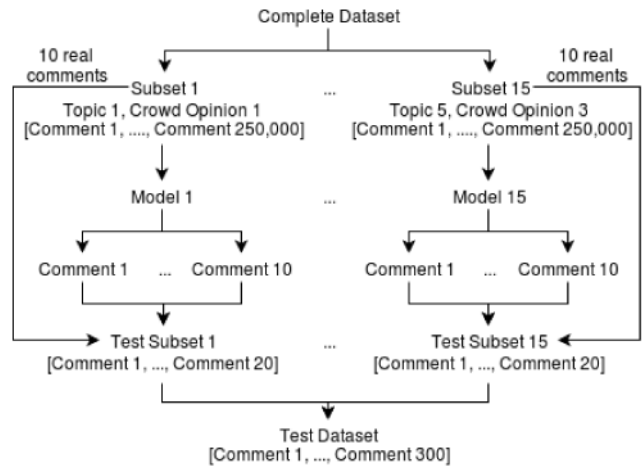 Complete Dataset
10 real
comments
10 real
comments
Subset 1
...
Subset 15
Topic 1, Crowd Opinion 1
Topic 5, Crowd Opinion 3
[Comment 1, ...., Comment 250,000]
[Comment 1, ...., Comment 250,000]
Model 1
...
Model 15
Comment 1
...
Comment 10
Comment 1
...
Comment 10
Test Subset 1
...
Test Subset 15
[Comment 1, ..., Comment 20]
[Comment 1, ..., Comment 20]
Test Dataset
[Comment 1, ..., Comment 300]